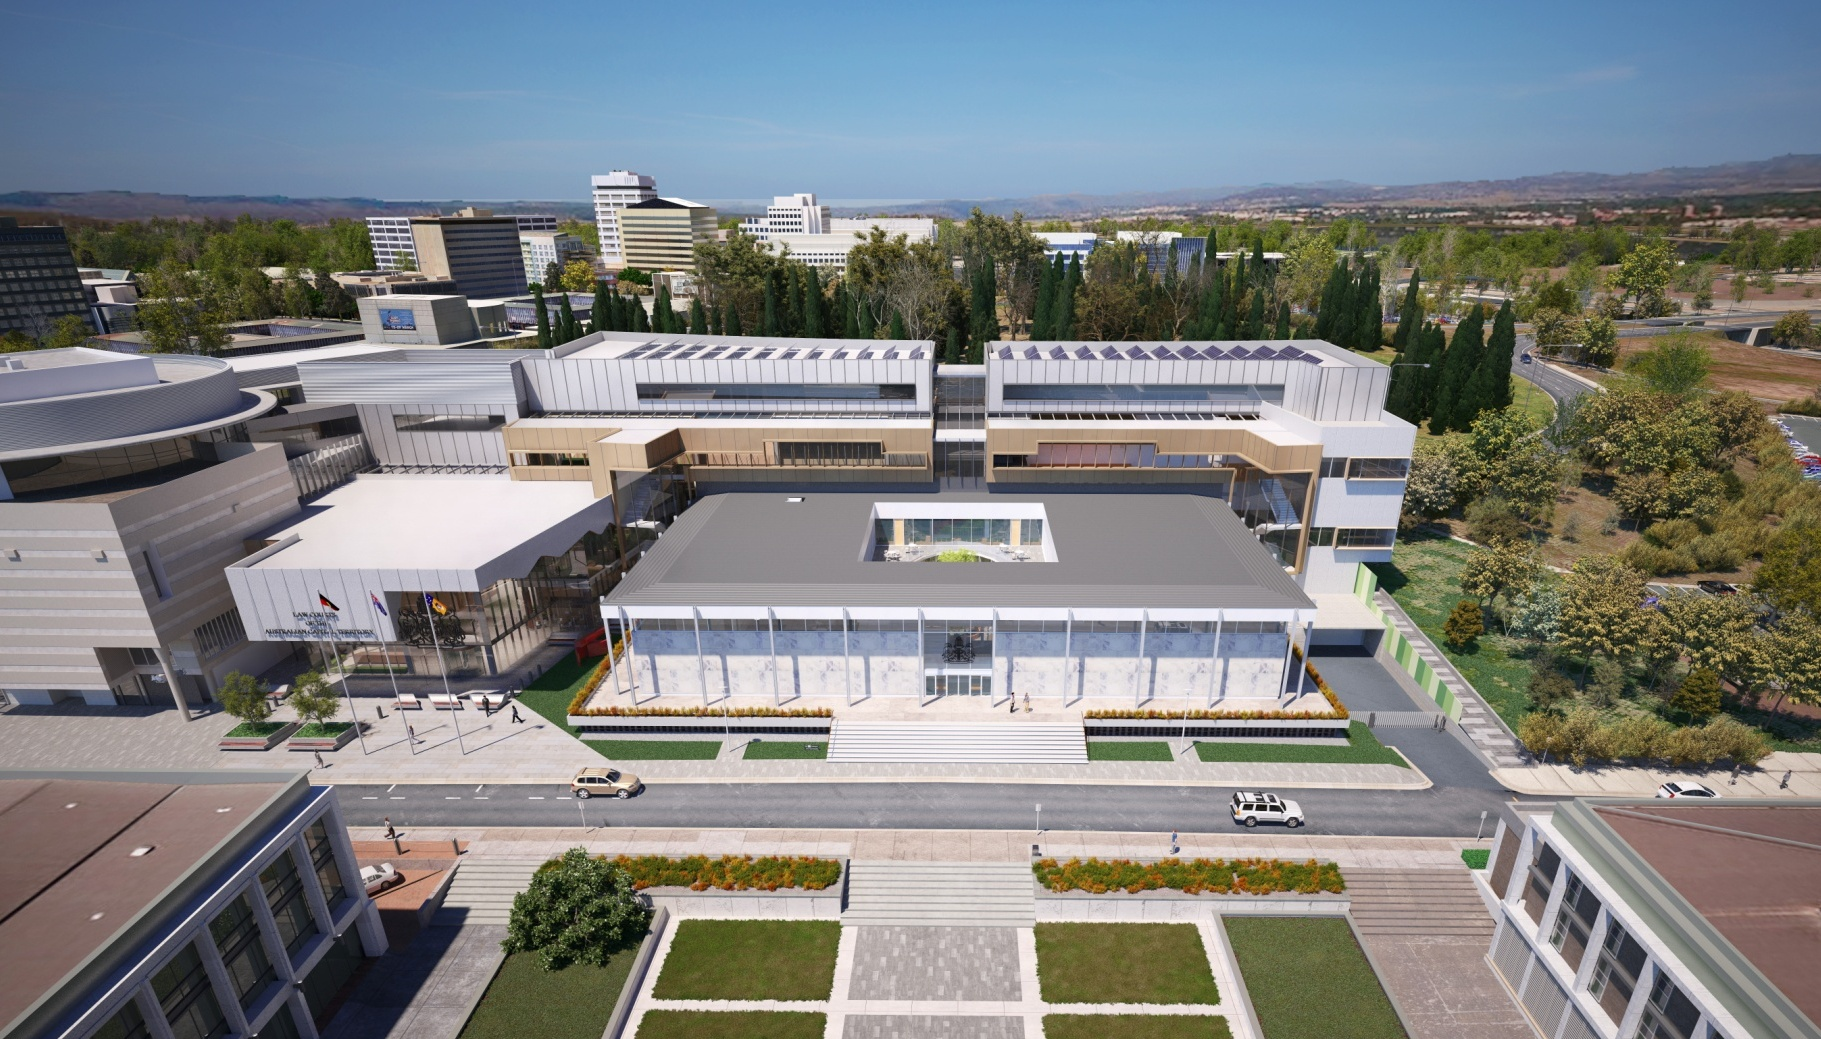 LAW COURTS
OF THE
AUSTRALIAN CAPITAL TERRITORY